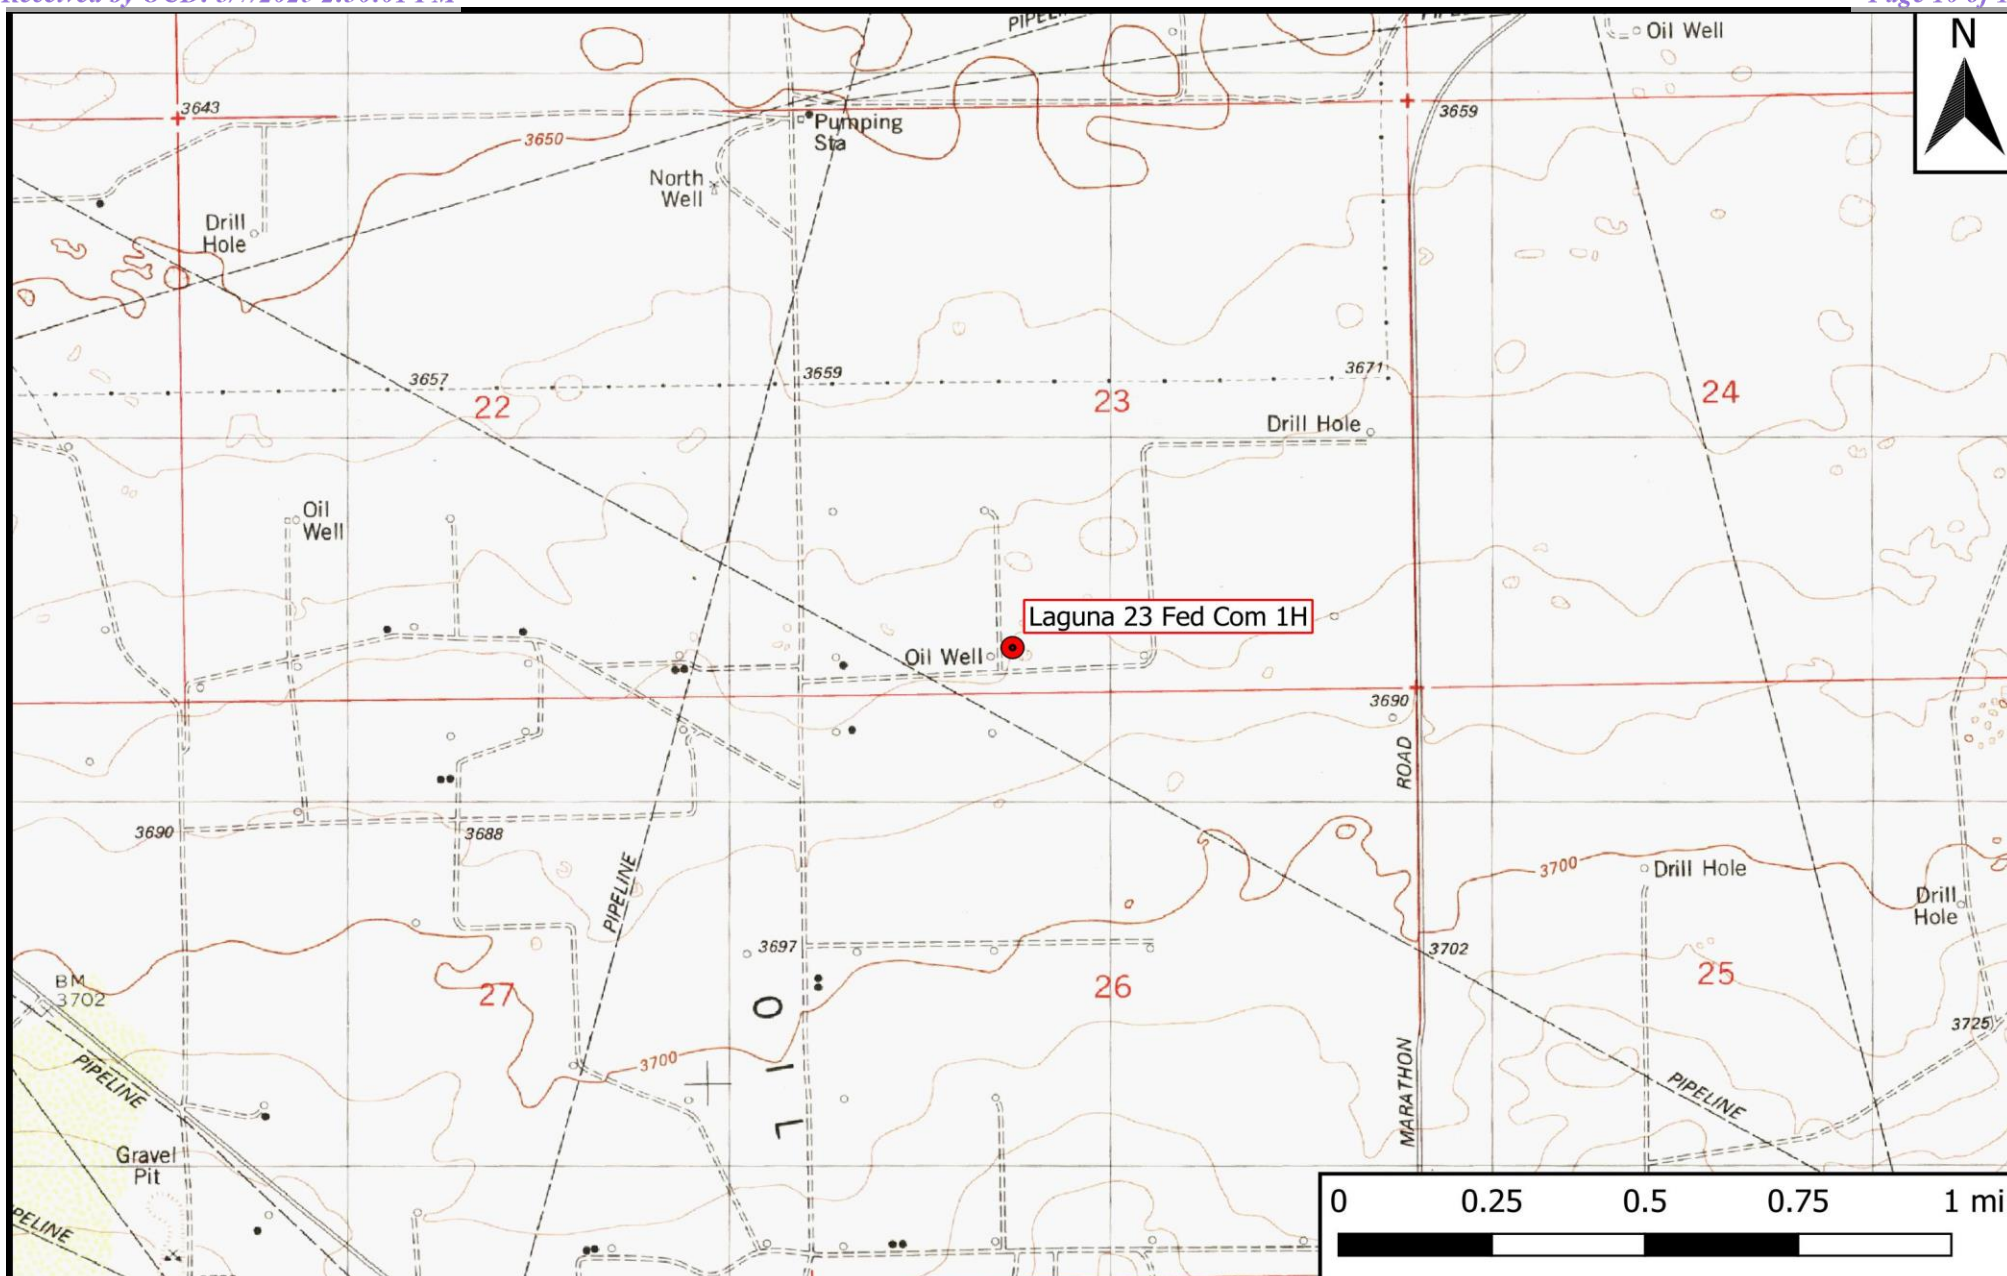 Received by OCD:
N
PIPELINE
Oil Well
3643
3659
Pumping
Sta
3650
North
Well
Drill
Hole
3657
3659
3671
22
23
24
Drill Hole
Oil
Well
Laguna 23 Fed Com 1H
Oil Well
3690
ROAD
3690
3688
PIPELINE
3700
Drill Hole
Drill
Hole
3697
3702
BM
3702
27
26
25
O
I
L
3725
3700
PIPELINE
MARATHON
PIPELINE
Gravel
Pit
PELINE
0 0.25 0.5 0.75 1 mi